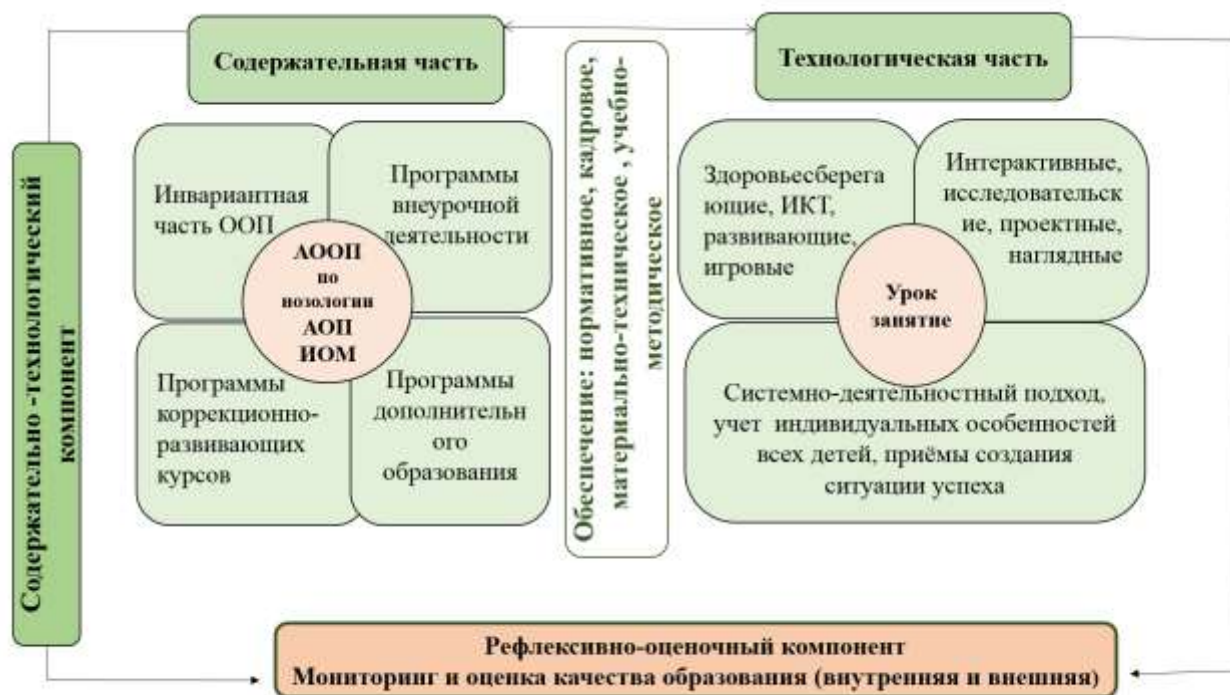 Содержательная часть
Технологическая часть
Содержательно -технологический
компонент
Инвариантная
часть ООП
Программы
внеурочной
деятельности
АООП
по
нозологии
АОП
ИОМ
Программы
коррекционно-
развивающих
курсов
Программы
дополнительн
ого
образования
Обеспечение: нормативное, кадровое,
материально-техническое , учебно-
методическое
Здоровьесберега
ющие, ИКТ,
развивающие,
игровые
Интерактивные,
исследовательск
ие, проектные,
наглядные
Урок
занятие
Системно-деятельностный подход,
учет индивидуальных особенностей
всех детей, приёмы создания
ситуации успеха
Рефлексивно-оценочный компонент
Мониторинг и оценка качества образования (внутренняя и внешняя)